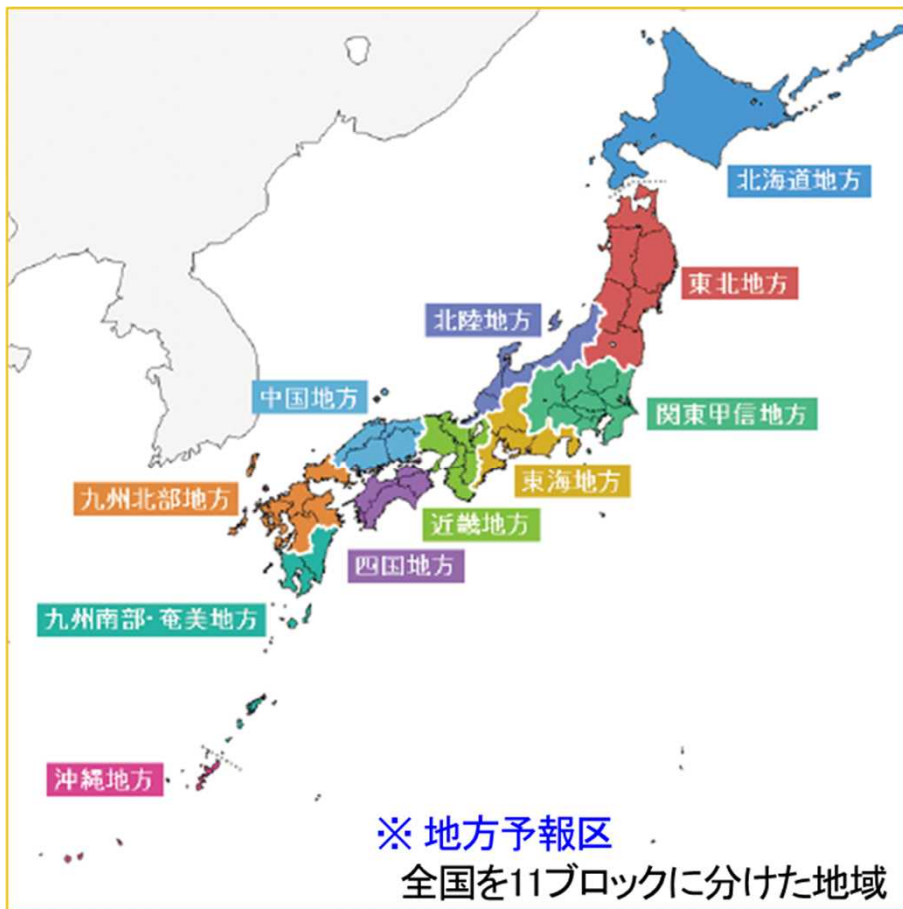 北海道地方
東北地方
北陸地方
中国地方
関東甲信地方
東海地方
九州北部地方
近畿地方
四国地方
九州南部・奄美地方
沖縄地方
※ 地方予報区
全国を11ブロックに分けた地域